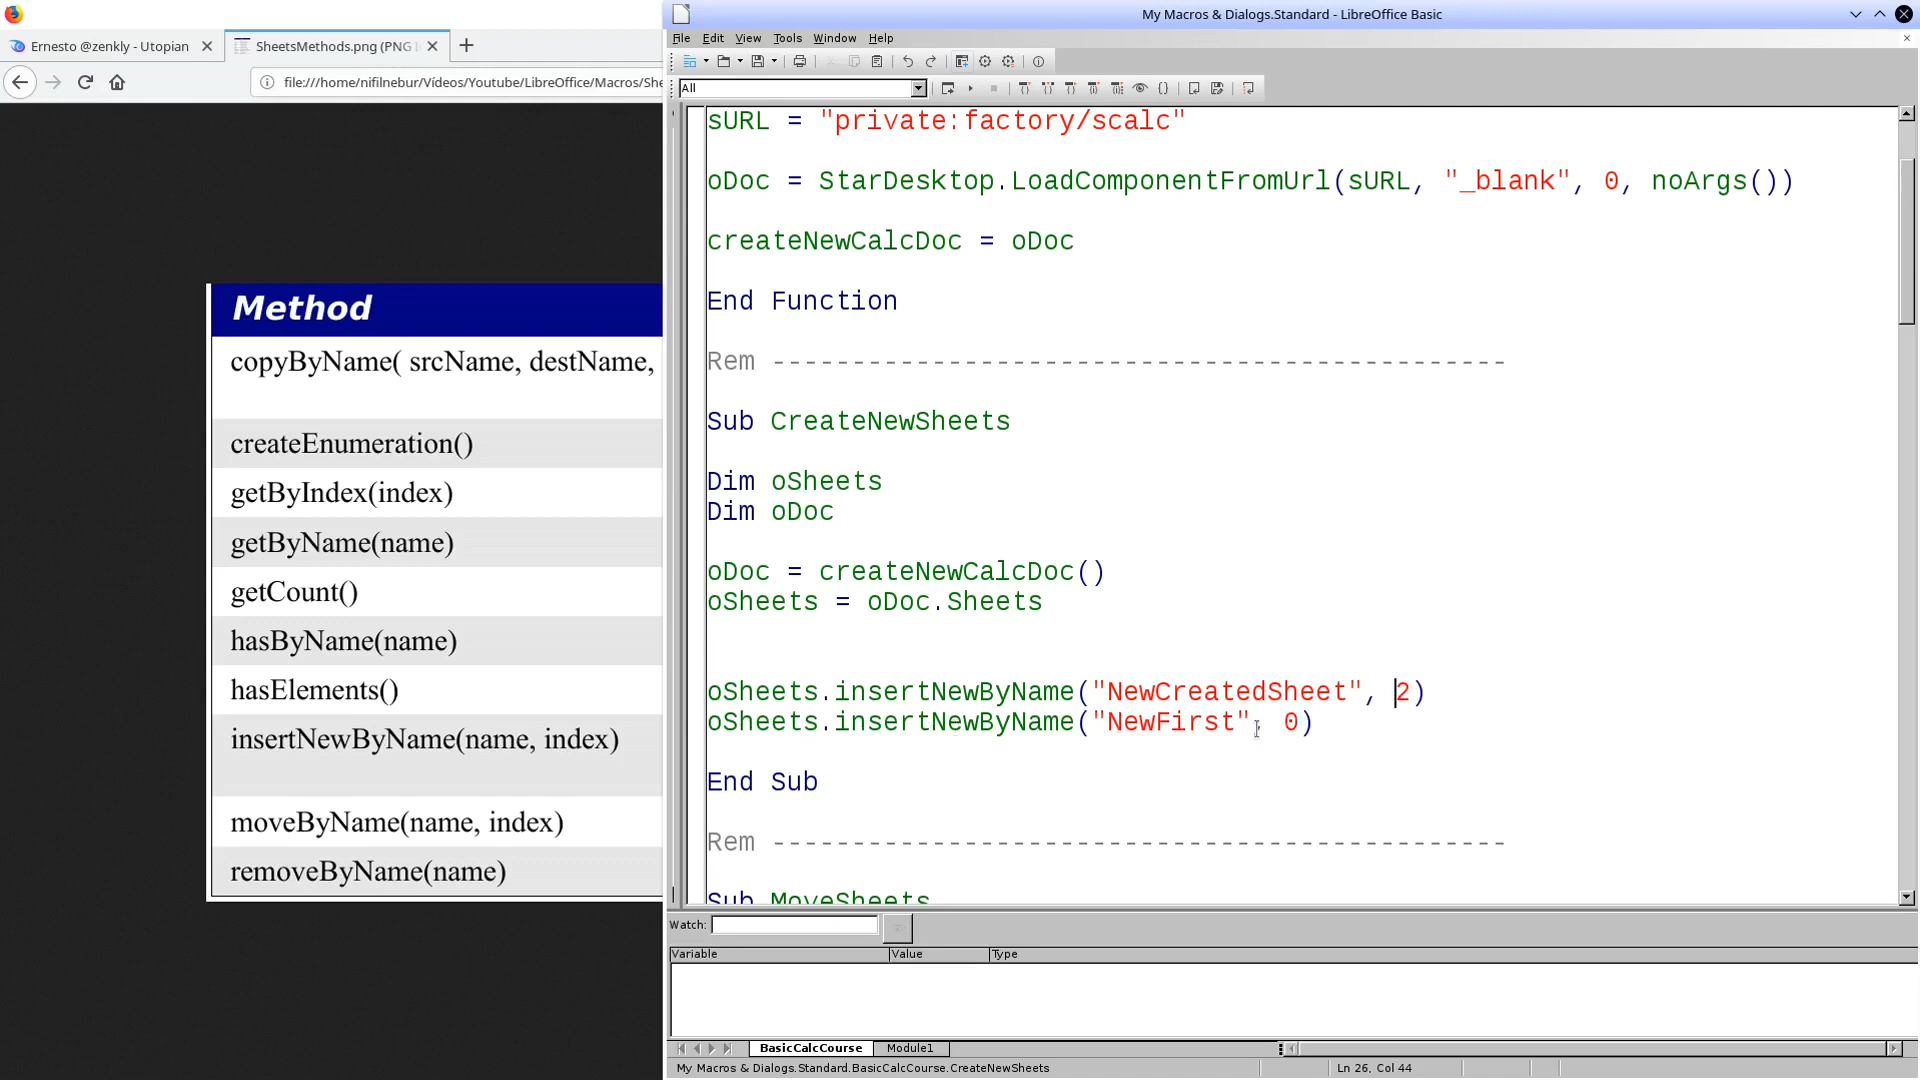 Ernesto @zenkly - Utopian
SheetsMethods.png (PNG I
file:///home/nifilnebur/Vídeos/Youtube/LibreOffice/Macros/She
Method
copyByName( srcName, destName,
createEnumeration()
getByIndex(index)
getByName(name)
getCount()
hasByName(name)
hasElements()
insertNewByName(name, index)
moveByName(name, index)
removeByName(name)
My Macros & Dialogs.Standard - LibreOffice Basic
File Edit View Tools Window Help
All
sURL = "private:factory/scalc"
oDoc = StarDesktop.LoadComponentFromUrl(sURL, "_blank", 0, noArgs())
createNewCalcDoc = oDoc
End Function
Rem ----------------------------------------------
Sub CreateNewSheets
Dim oSheets
Dim oDoc
oDoc = createNewCalcDoc()
oSheets = oDoc.Sheets
oSheets.insertNewByName("NewCreatedSheet", 2)
oSheets.insertNewByName("NewFirst", 0)
End Sub
Rem ----------------------------------------------
Sub MoveSheets
Watch:
Variable Value Type
BasicCalcCourse Module1
My Macros & Dialogs.Standard.BasicCalcCourse.CreateNewSheets
Ln 26, Col 44